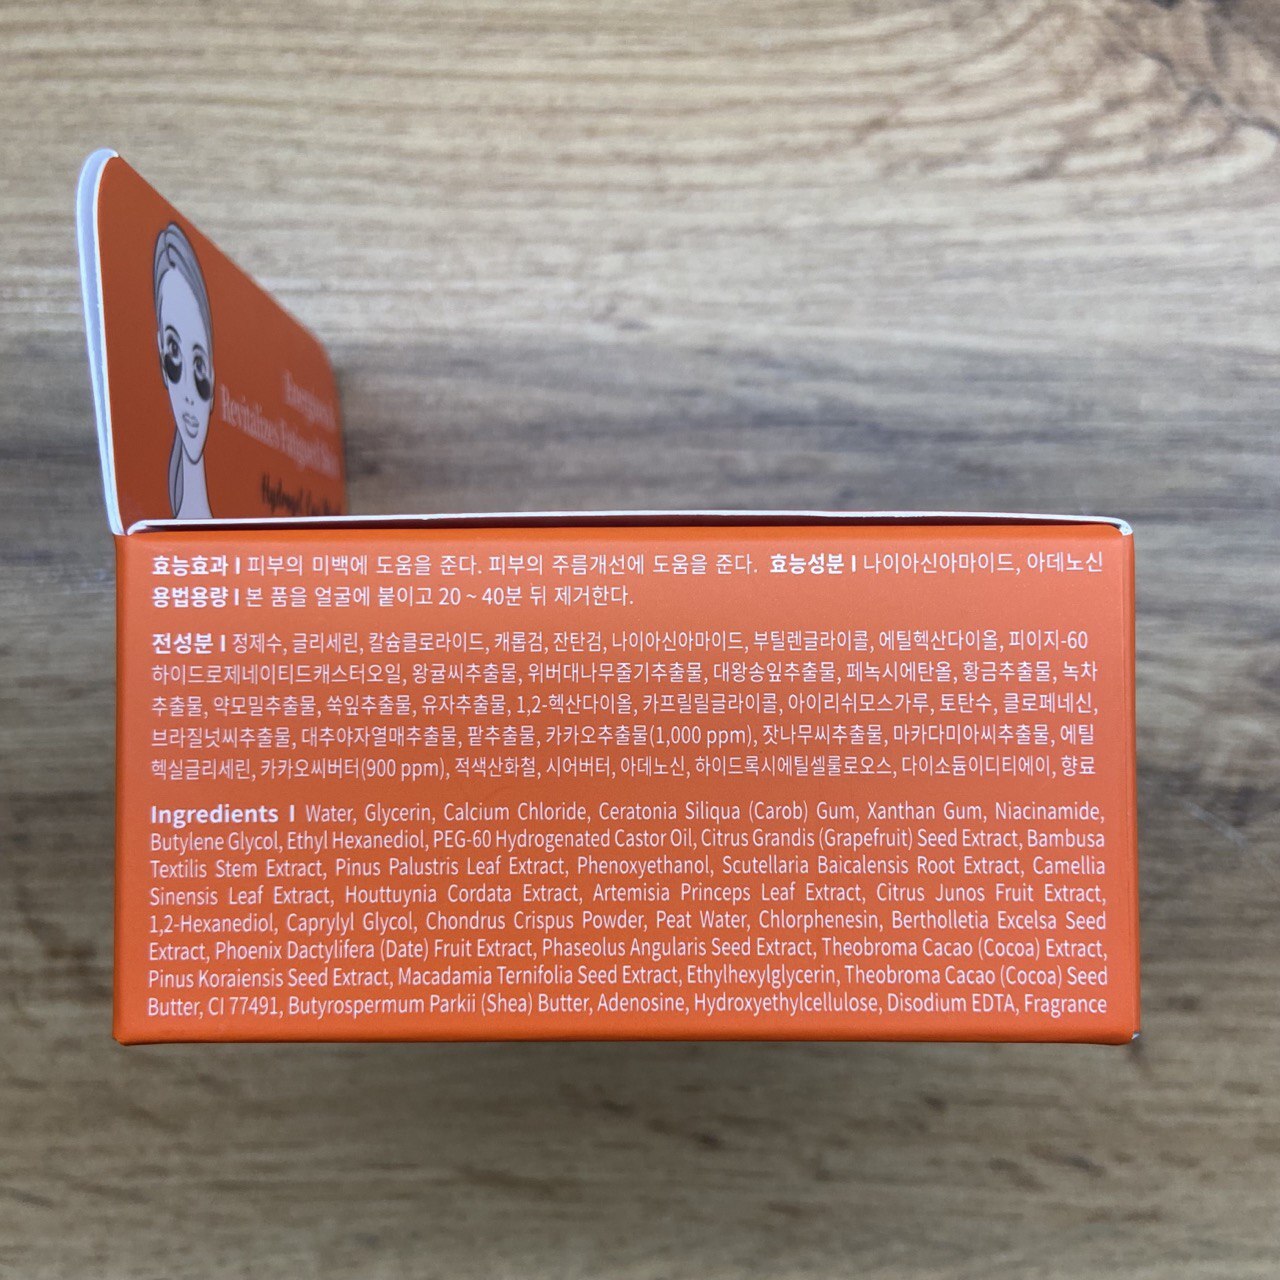 Energizes &
Revitalizes Fatigued Skin
Hydrogel Eye
효능효과 I 피부의 미백에 도움을 준다. 피부의 주름개선에 도움을 준다. 효능성분 I 나이아신아마이드, 아데노신
용법용량 I 본 품을 얼굴에 붙이고 20 ~ 40분 뒤 제거한다.
전성분 I 정제수, 글리세린, 칼슘클로라이드, 캐롭검, 잔탄검, 나이아신아마이드, 부틸렌글라이콜, 에틸헥산다이올, 피이지-60
하이드로제네이티드캐스터오일, 왕귤씨추출물, 위버대나무줄기추출물, 대왕송잎추출물, 페녹시에탄올, 황금추출물, 녹차
추출물, 약모밀추출물, 쑥잎추출물, 유자추출물, 1,2-헥산다이올, 카프릴릴글라이콜, 아이리쉬모스가루, 토탄수, 클로페네신,
브라질넛씨추출물, 대추야자열매추출물, 팥추출물, 카카오추출물(1,000 ppm), 잣나무씨추출물, 마카다미아씨추출물, 에틸
헥실글리세린, 카카오씨버터(900 ppm), 적색산화철, 시어버터, 아데노신, 하이드록시에틸셀룰로오스, 다이소듐이디티에이, 향료
Ingredients I Water, Glycerin, Calcium Chloride, Ceratonia Siliqua (Carob) Gum, Xanthan Gum, Niacinamide,
Butylene Glycol, Ethyl Hexanediol, PEG-60 Hydrogenated Castor Oil, Citrus Grandis (Grapefruit) Seed Extract, Bambusa
Textilis Stem Extract, Pinus Palustris Leaf Extract, Phenoxyethanol, Scutellaria Baicalensis Root Extract, Camellia
Sinensis Leaf Extract, Houttuynia Cordata Extract, Artemisia Princeps Leaf Extract, Citrus Junos Fruit Extract,
1,2-Hexanediol, Caprylyl Glycol, Chondrus Crispus Powder, Peat Water, Chlorphenesin, Bertholletia Excelsa Seed
Extract, Phoenix Dactylifera (Date) Fruit Extract, Phaseolus Angularis Seed Extract, Theobroma Cacao (Cocoa) Extract,
Pinus Koraiensis Seed Extract, Macadamia Ternifolia Seed Extract, Ethylhexylglycerin, Theobroma Cacao (Cocoa) Seed
Butter, CI 77491, Butyrospermum Parkii (Shea) Butter, Adenosine, Hydroxyethylcellulose, Disodium EDTA, Fragrance